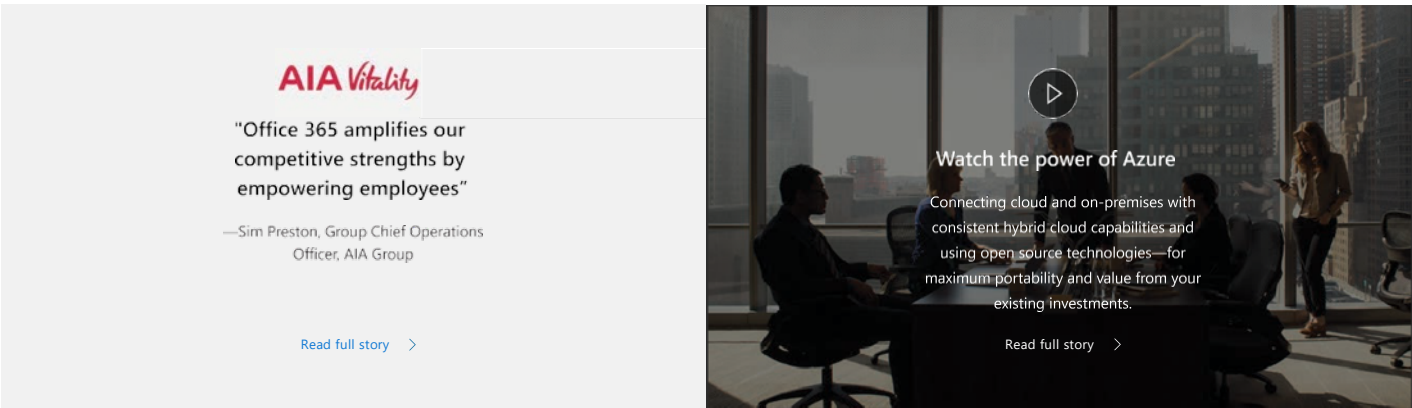 AIA Vitality
"Office 365 amplifies our
competitive strengths by
empowering employees”
—Sim Preston, Group Chief Operations
Officer, AIA Group
Read full story
Watch the power of Azure
Connecting cloud and on-premises with
consistent hybrid cloud capabilities and
using open source technologies—for
maximum portability and value from your
existing investments.
Read full story